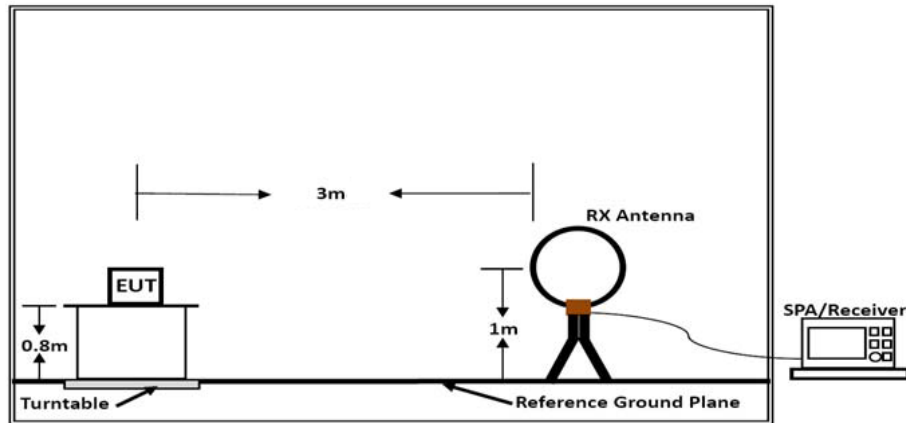 3m
RX Antenna
EUT
SPA/Receiver
0.8m
1m
Turntable
Reference Ground Plane